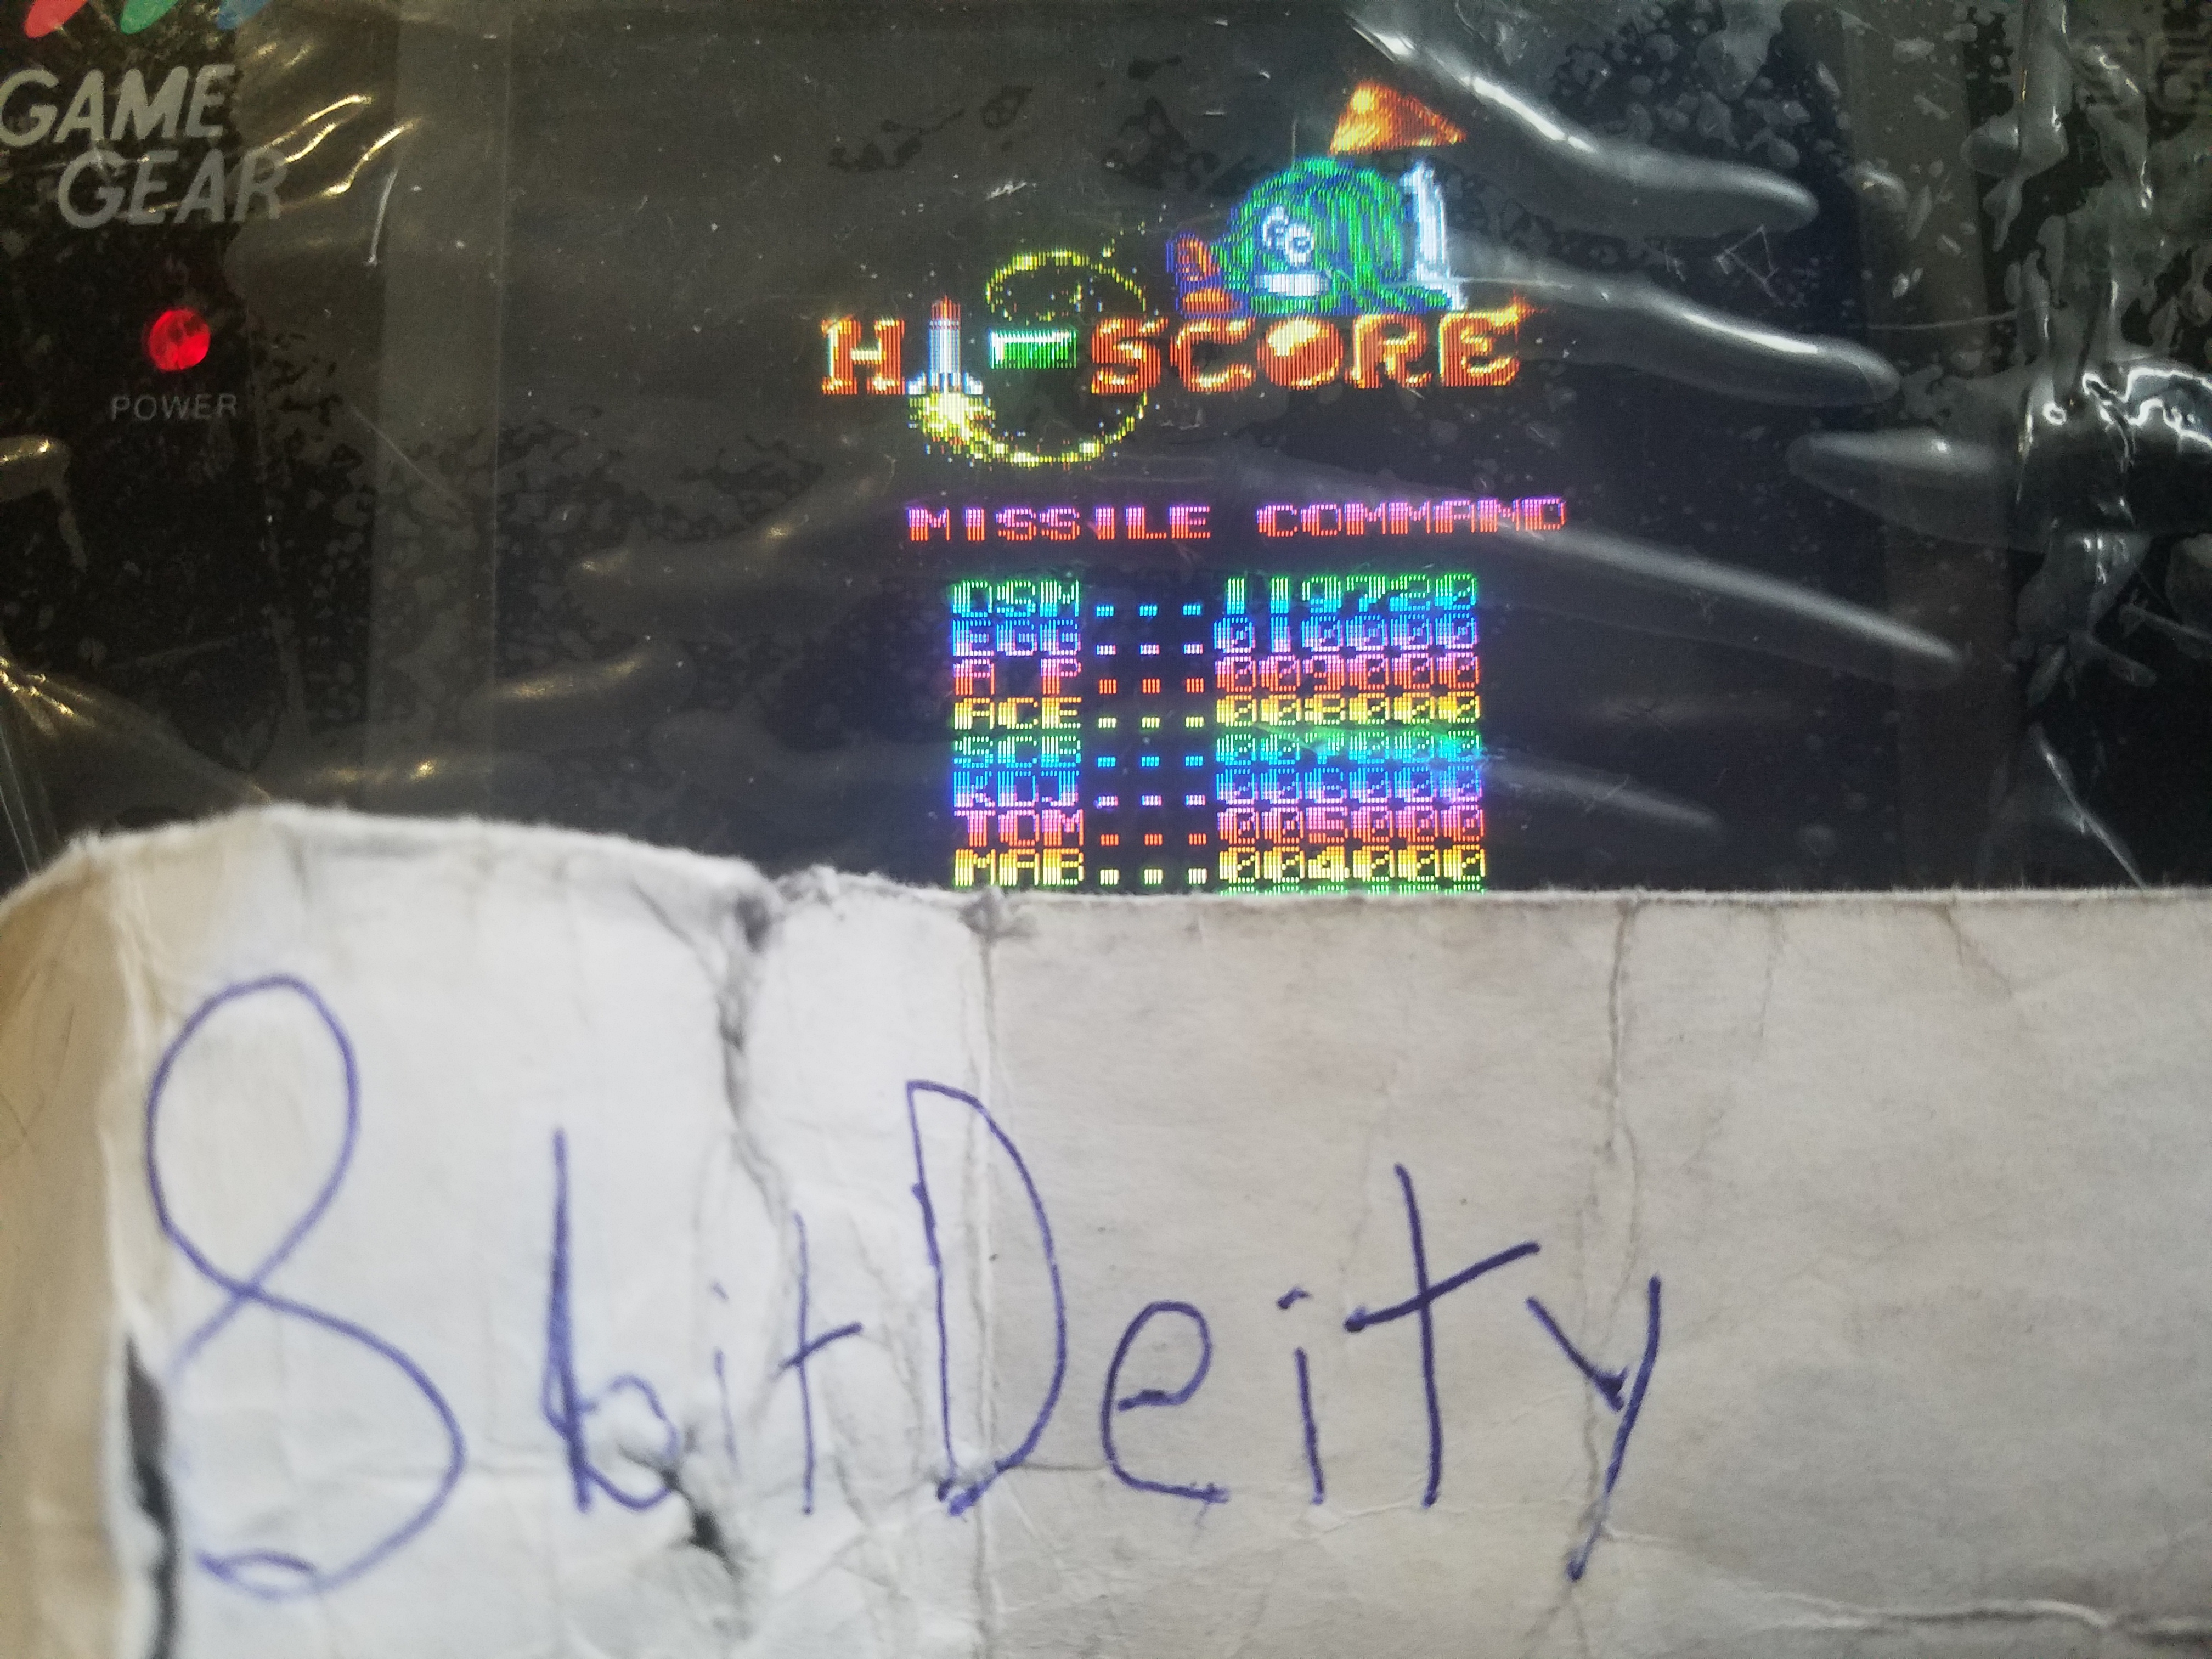 GAME
GEAR
POWER
HI-SCORE
MISSILE COMMAND
OSM...119720
EGG...010000
A P...009000
ACE...008000
SCB...007000
KDJ...006000
TOM...005000
MAB...004000
8bitDeity